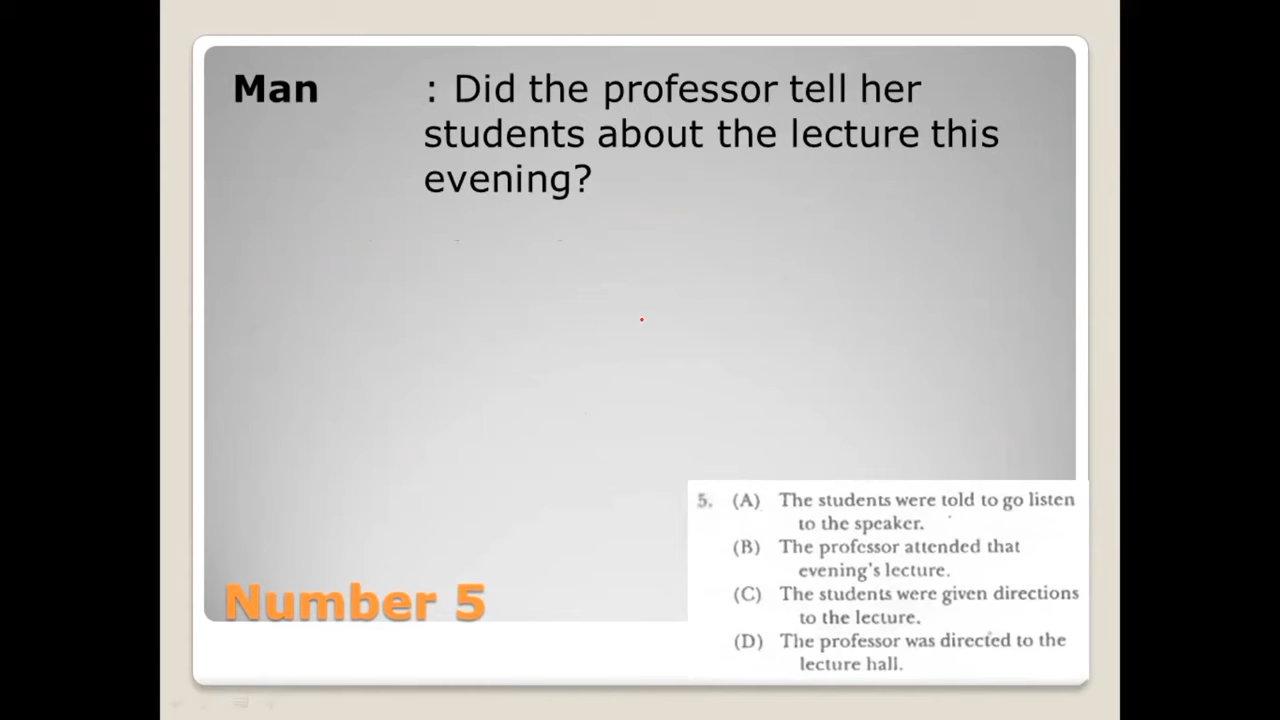 Man : Did the professor tell her
students about the lecture this
evening?
5. (A) The students were told to go listen
to the speaker.
(B) The professor attended that
evening's lecture.
(C) The students were given directions
to the lecture.
(D) The professor was directed to the
lecture hall.
Number 5